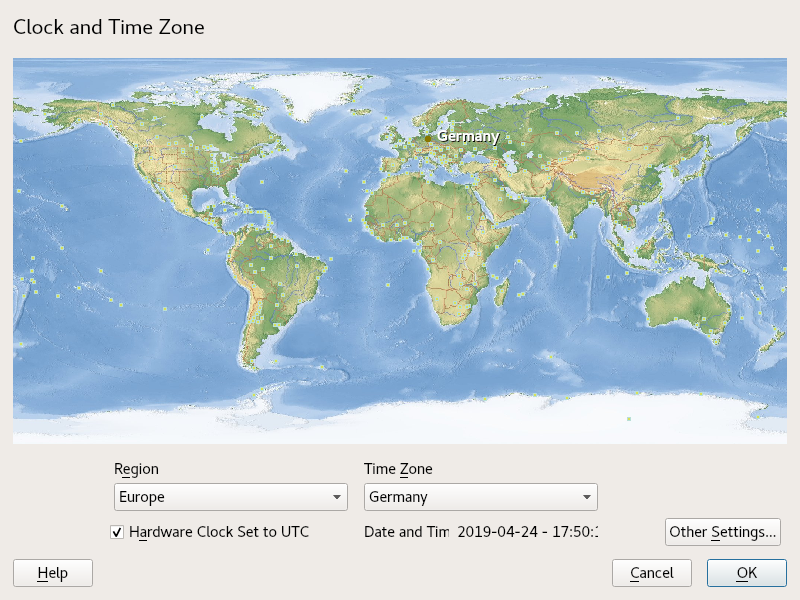 Clock and Time Zone
Germany
Region
Time Zone
Europe
Germany
Hardware Clock Set to UTC
Date and Tim 2019-04-24 - 17:50:
Other Settings...
Help
Cancel
OK